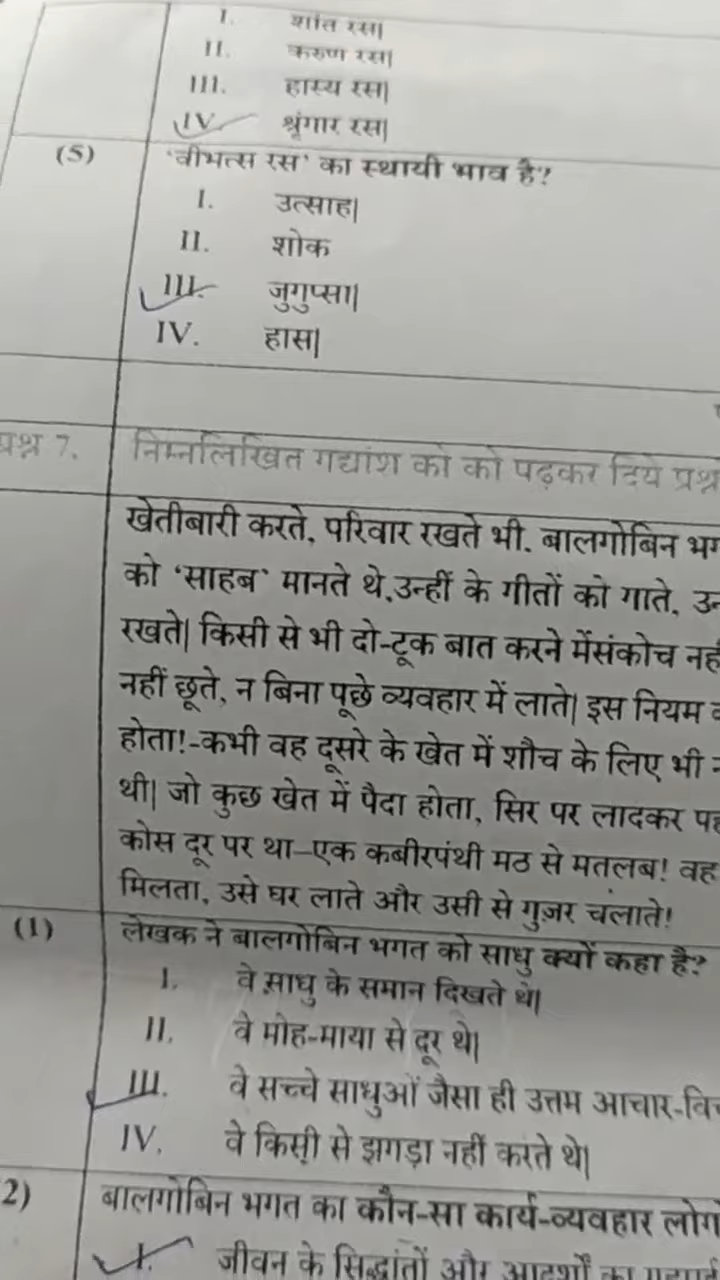 I. शांत रस|
II. करुण रस|
III. हास्य रस|
IV. श्रृंगार रस|
(5) 'वीभत्स रस' का स्थायी भाव है?
I. उत्साह|
II. शोक
III. जुगुप्सा|
IV. हास|
प्रश्न 7. निम्नलिखित गद्यांश को को पढ़कर दिये प्रश्न
खेतीबारी करते, परिवार रखते भी. बालगोबिन
को 'साहब' मानते थे,उन्हीं के गीतों को गाते,
रखते| किसी से भी दो-टूक बात करने मेंसंकोच
नहीं छूते, न बिना पूछे व्यवहार में लाते| इस नियम
होता!-कभी वह दूसरे के खेत में शौच के लिए भी
थी| जो कुछ खेत में पैदा होता, सिर पर लादकर
कोस दूर पर था–एक कबीरपंथी मठ से मतलब! वह
मिलता, उसे घर लाते और उसी से गुज़र चलाते!
(1) लेखक ने बालगोबिन भगत को साधु क्यों कहा है?
I. वे साधु के समान दिखते थे|
II. वे मोह-माया से दूर थे|
III. वे सच्चे साधुओं जैसा ही उत्तम
IV. वे किसी से झगड़ा नहीं करते थे|
2) बालगोबिन भगत का कौन-सा कार्य-व्यवहार
I. जीवन के सिद्धांतों और आदर्शों का